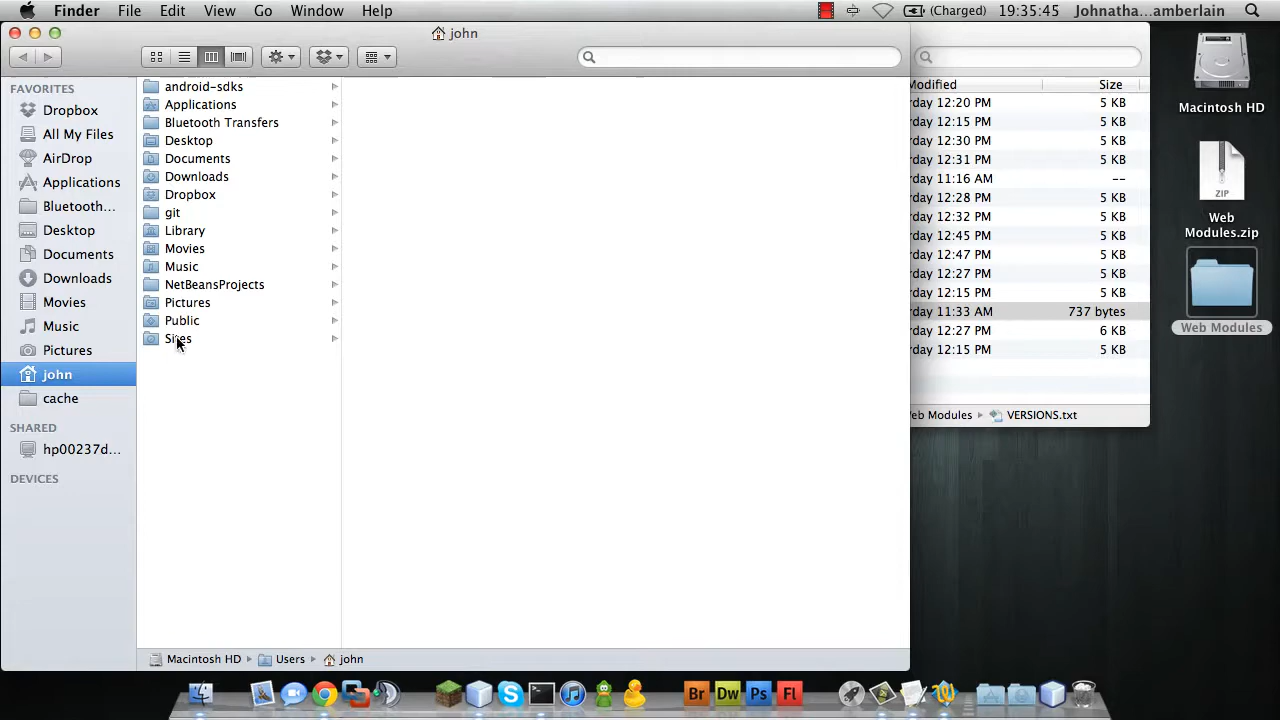 Finder File Edit View Go Window Help (Charged) 19:35:45 Johnatha...amberlain
john
FAVORITES
Dropbox
All My Files
AirDrop
Applications
Bluetooth...
Desktop
Documents
Downloads
Movies
Music
Pictures
john
cache
SHARED
hp00237d...
DEVICES
android-sdks
Applications
Bluetooth Transfers
Desktop
Documents
Downloads
Dropbox
git
Library
Movies
Music
NetBeansProjects
Pictures
Public
Sites
Macintosh HD Users john
Modified Size
rday 12:20 PM 5 KB
rday 12:15 PM 5 KB
rday 12:30 PM 5 KB
rday 12:31 PM 5 KB
rday 11:16 AM --
rday 12:28 PM 5 KB
rday 12:32 PM 5 KB
rday 12:45 PM 5 KB
rday 12:47 PM 5 KB
rday 12:27 PM 5 KB
rday 12:15 PM 5 KB
rday 11:33 AM 737 bytes
rday 12:27 PM 6 KB
rday 12:15 PM 5 KB
eb Modules VERSIONS.txt
Macintosh HD
ZIP
Web
Modules.zip
Web Modules
Br Dw Ps Fl